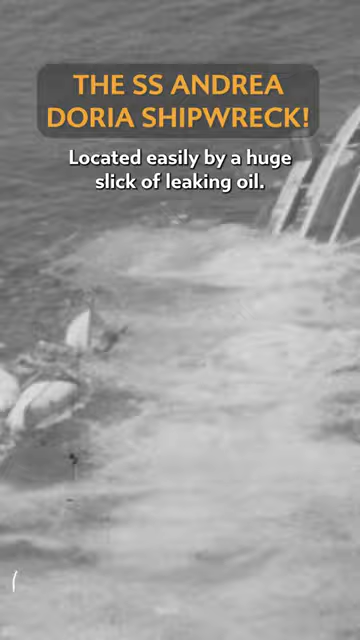 THE SS ANDREA
DORIA SHIPWRECK!
Located easily by a huge
slick of leaking oil.